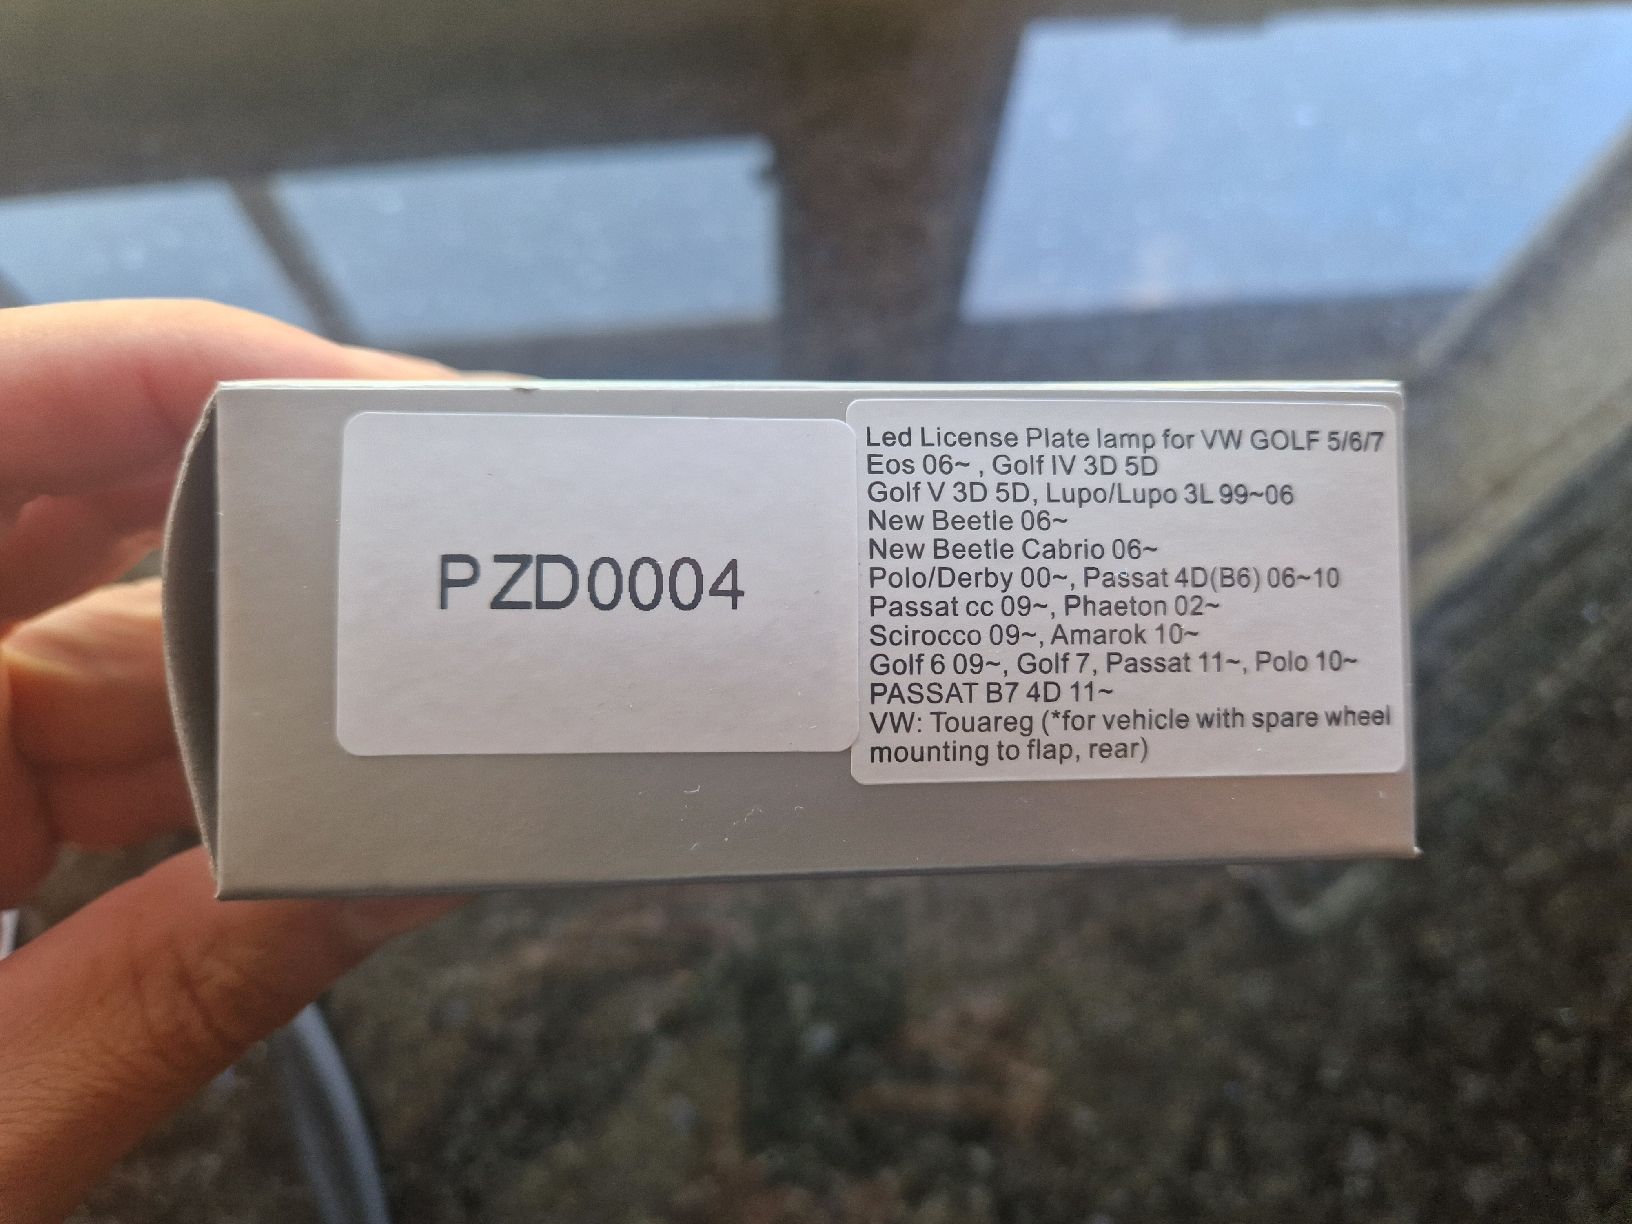 PZD0004
Led License Plate lamp for VW GOLF 5/6/7
Eos 06~ , Golf IV 3D 5D
Golf V 3D 5D, Lupo/Lupo 3L 99~06
New Beetle 06~
New Beetle Cabrio 06~
Polo/Derby 00~, Passat 4D(B6) 06~10
Passat cc 09~, Phaeton 02~
Scirocco 09~, Amarok 10~
Golf 6 09~, Golf 7, Passat 11~, Polo 10~
PASSAT B7 4D 11~
VW: Touareg (*for vehicle with spare wheel
mounting to flap, rear)